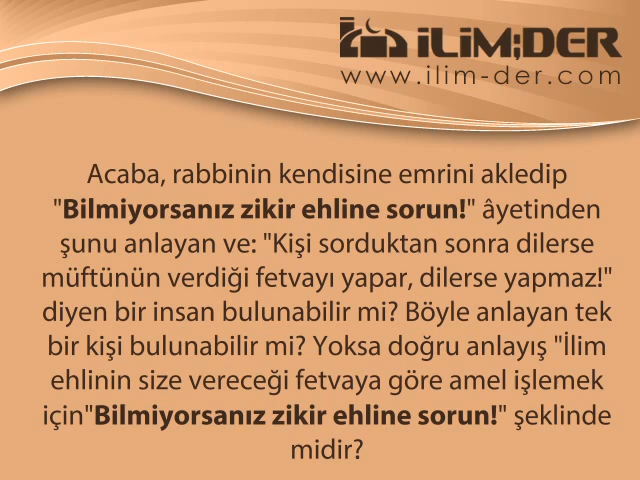 İLİM;DER
www.ilim-der.com
Acaba, rabbinin kendisine emrini akledip
"Bilmiyorsanız zikir ehline sorun!" âyetinden
şunu anlayan ve: "Kişi sorduktan sonra dilerse
müftünün verdiği fetvayı yapar, dilerse yapmaz!"
diyen bir insan bulunabilir mi? Böyle anlayan tek
bir kişi bulunabilir mi? Yoksa doğru anlayış "İlim
ehlinin size vereceği fetvaya göre amel işlemek
için"Bilmiyorsanız zikir ehline sorun!" şeklinde
midir?